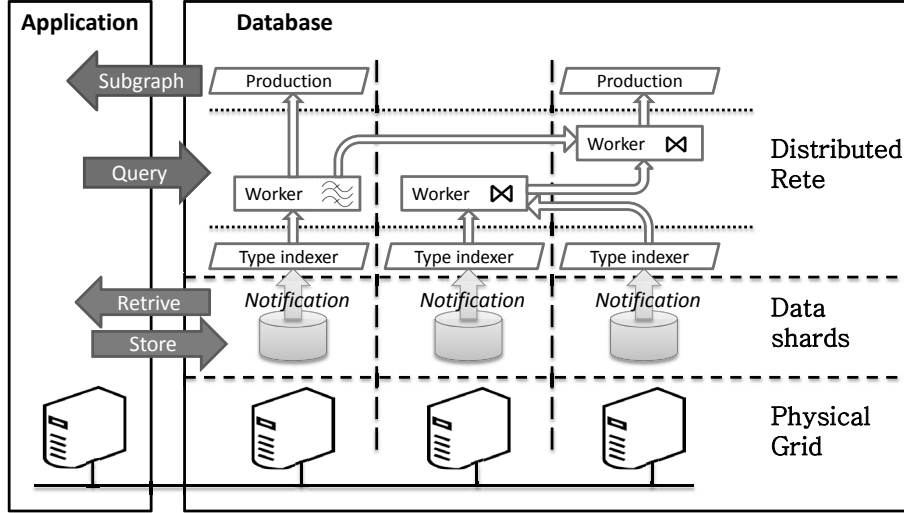 Application
Database
Subgraph
Production
Production
Query
Worker
Worker
Worker
Distributed
Rete
Type indexer
Type indexer
Type indexer
Retrive
Store
Notification
Notification
Notification
Data
shards
Physical
Grid